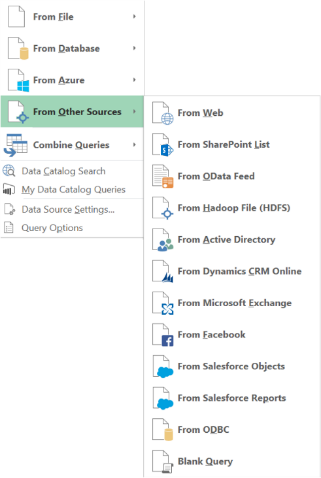 From File
From Database
From Azure
From Other Sources
Combine Queries
Data Catalog Search
My Data Catalog Queries
Data Source Settings...
Query Options
From Web
From SharePoint List
From OData Feed
From Hadoop File (HDFS)
From Active Directory
From Dynamics CRM Online
From Microsoft Exchange
From Facebook
From Salesforce Objects
From Salesforce Reports
From ODBC
Blank Query